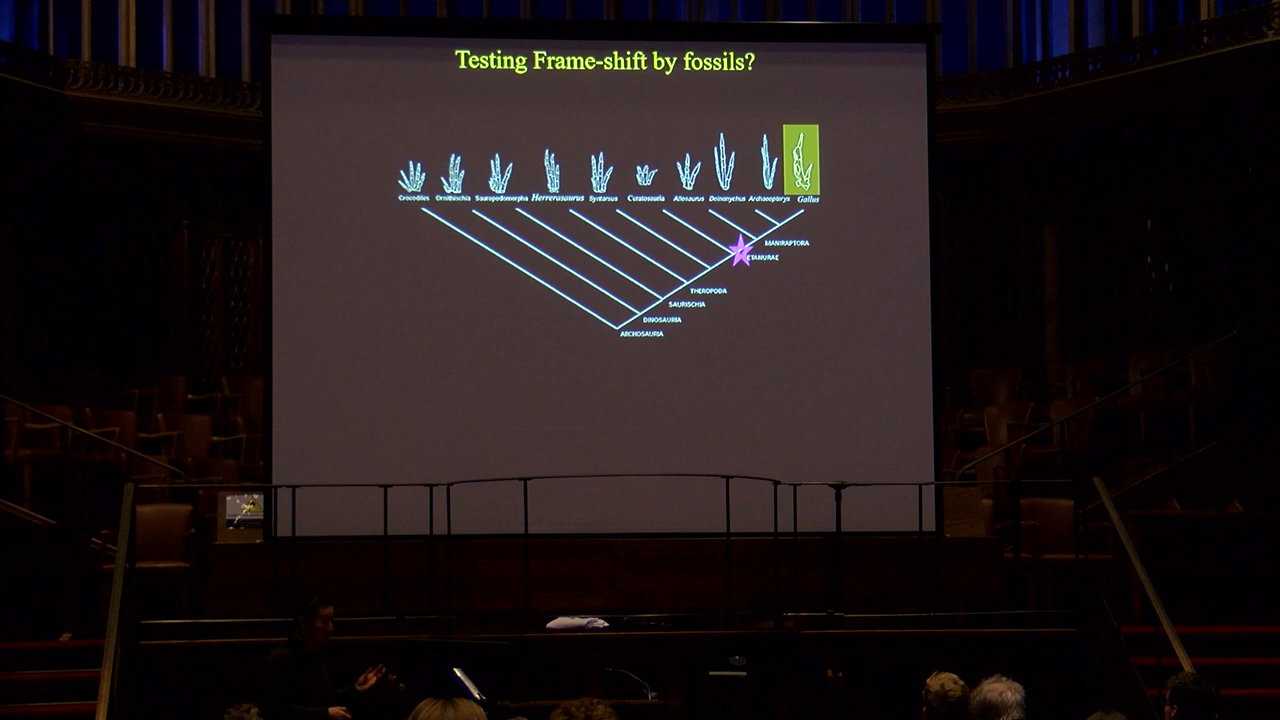 Testing Frame-shift by fossils?
Crocodiles Ornithischia Sauropodomorpha Herrerasaurus Syntarsus Ceratosauria Allosaurus Deinonychus Archaeopteryx Gallus
MANIRAPTORA
ETANURAE
THEROPODA
SAURISCHIA
DINOSAURIA
ARCHOSAURIA